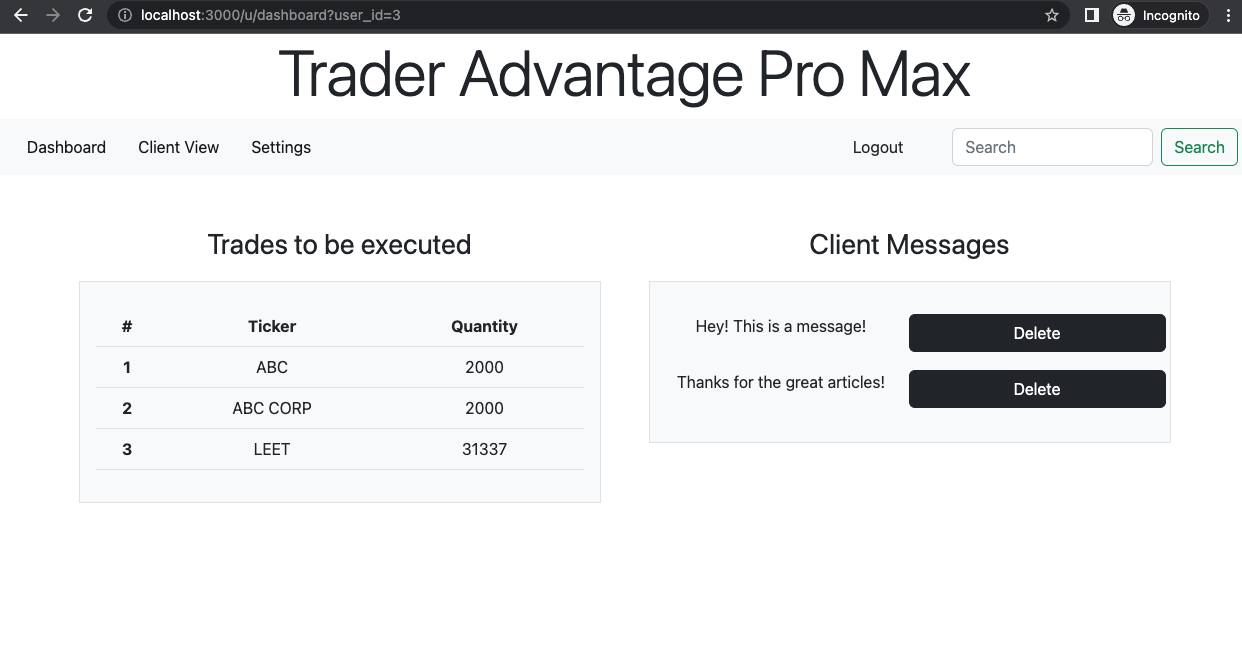 localhost:3000/u/dashboard?user_id=3
Incognito
Trader Advantage Pro Max
Dashboard Client View Settings Logout Search Search
Trades to be executed
# Ticker Quantity
1 ABC 2000
2 ABC CORP 2000
3 LEET 31337
Client Messages
Hey! This is a message! Delete
Thanks for the great articles! Delete